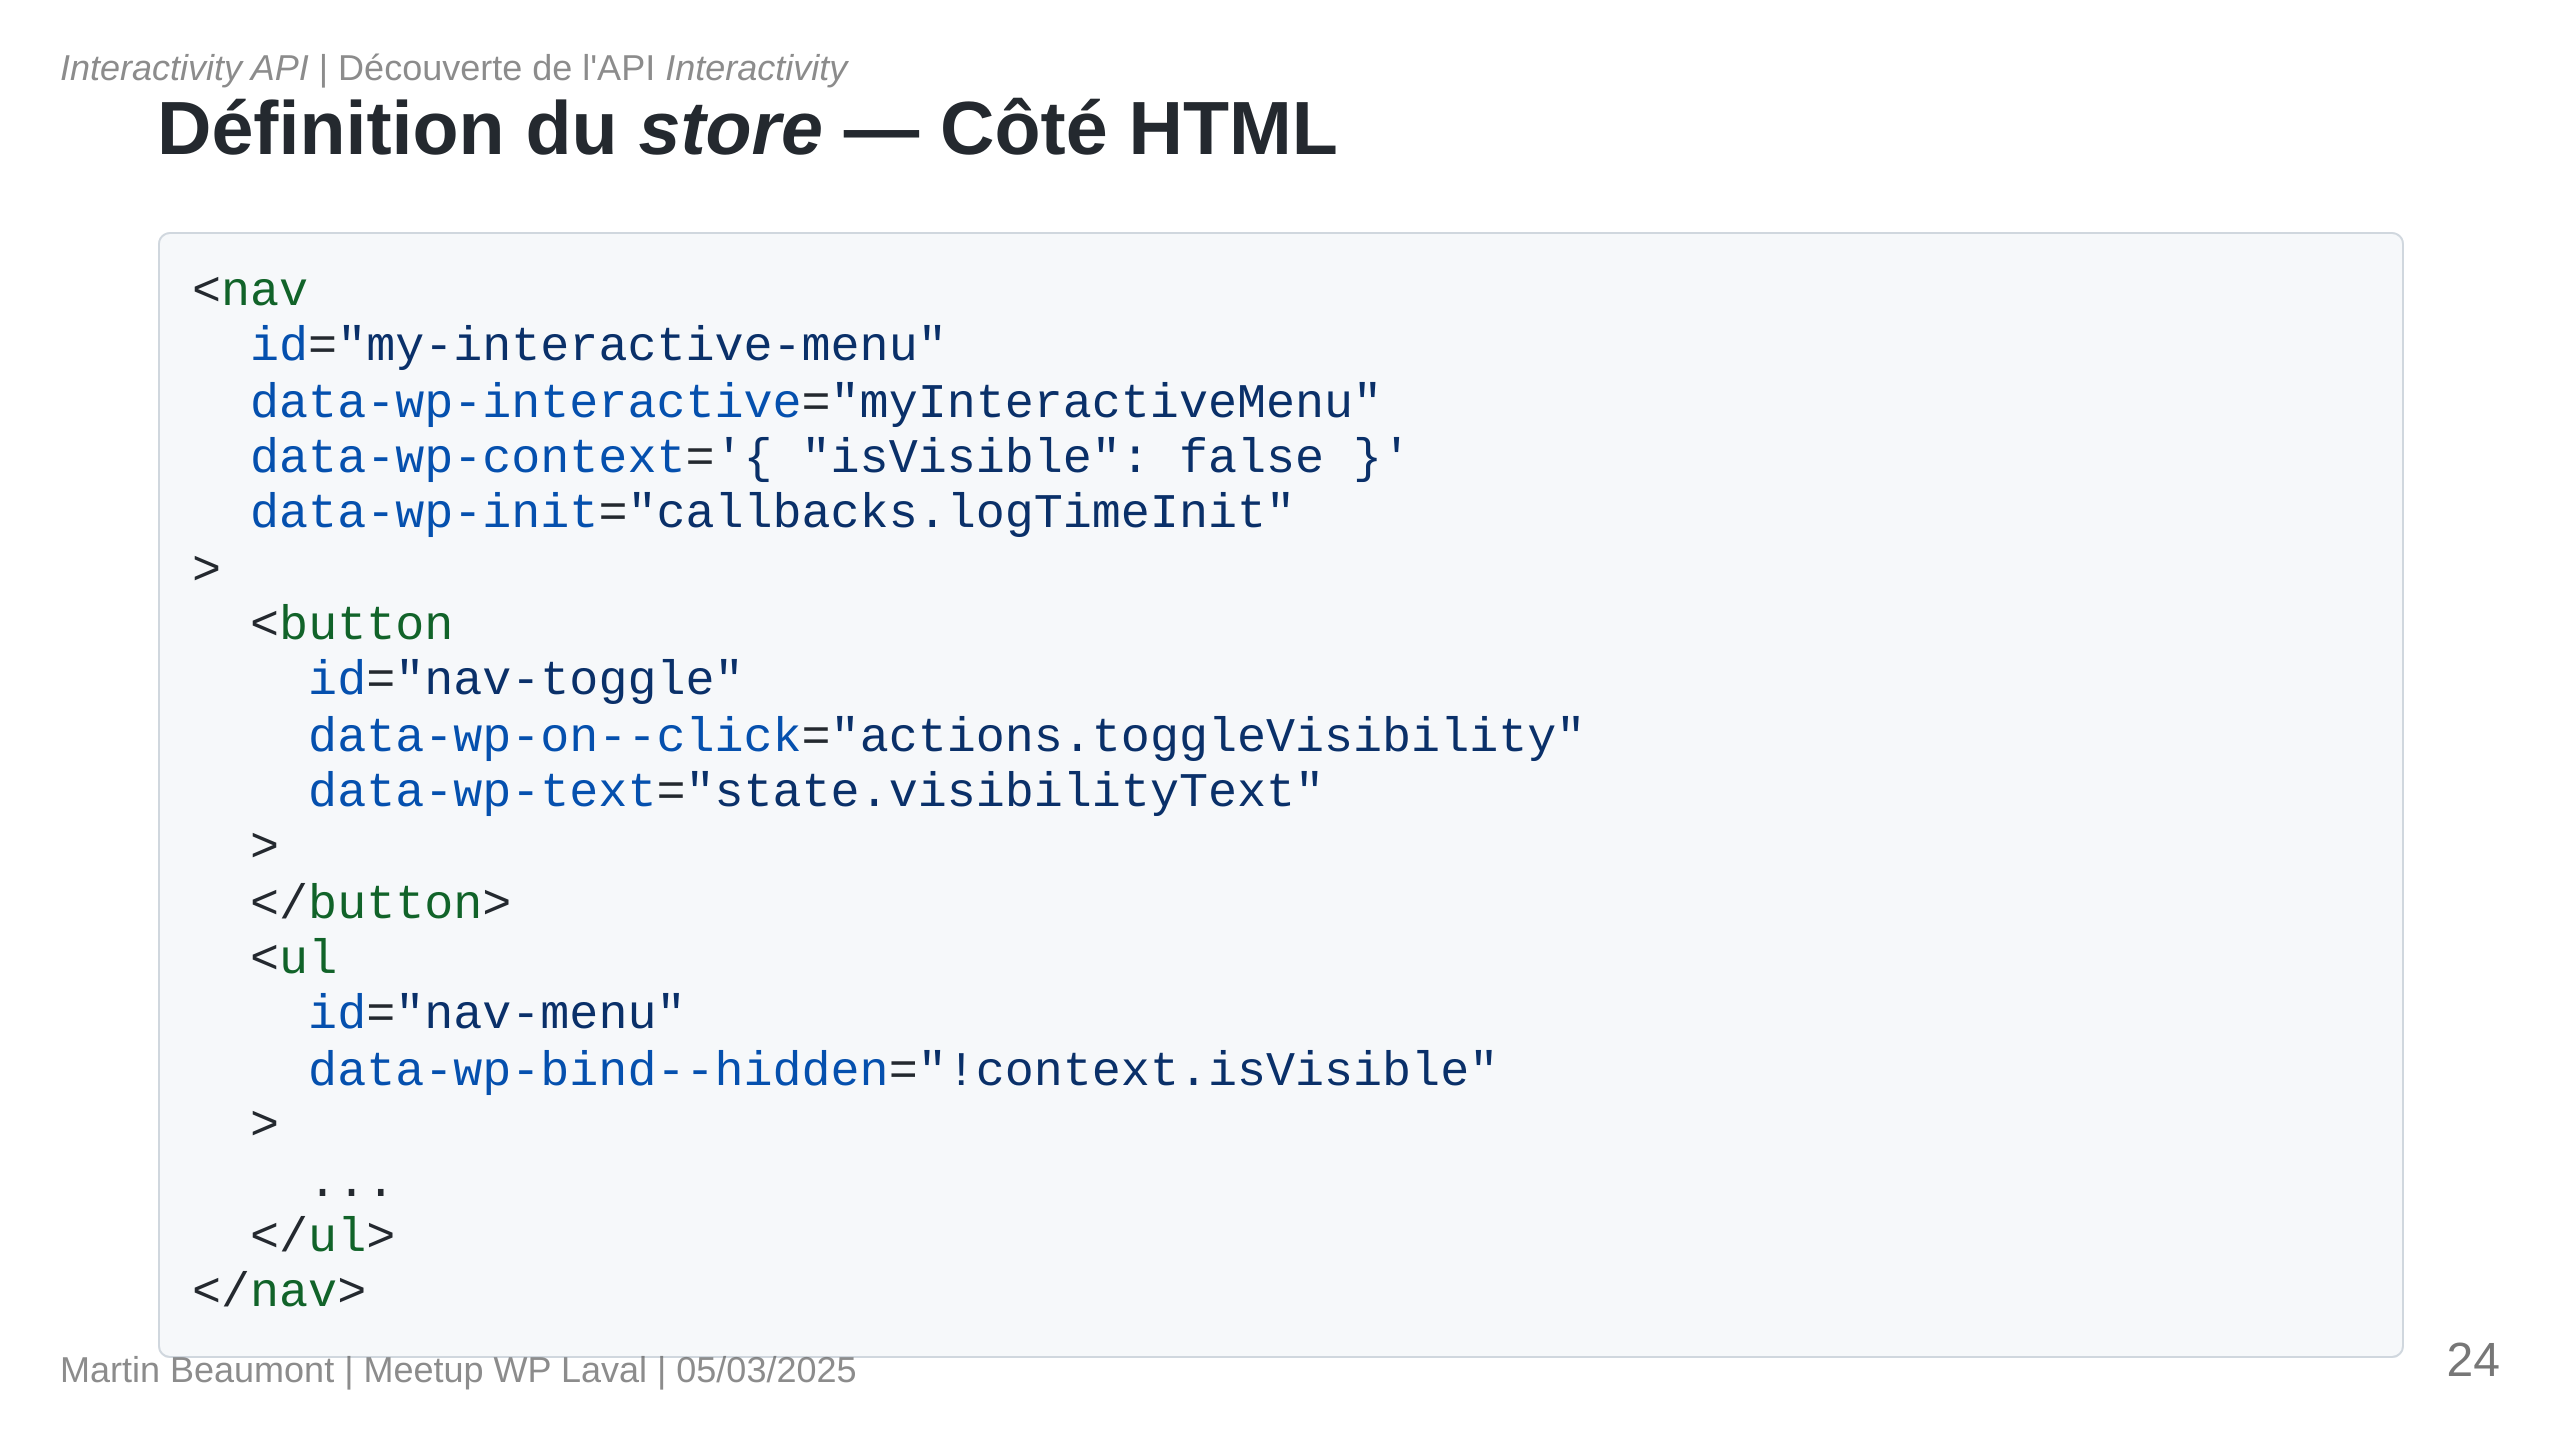 Interactivity API | Découverte de l'API Interactivity
Définition du store — Côté HTML
<nav
  id="my-interactive-menu"
  data-wp-interactive="myInteractiveMenu"
  data-wp-context='{ "isVisible": false }'
  data-wp-init="callbacks.logTimeInit"
>
  <button
    id="nav-toggle"
    data-wp-on--click="actions.toggleVisibility"
    data-wp-text="state.visibilityText"
  >
  </button>
  <ul
    id="nav-menu"
    data-wp-bind--hidden="!context.isVisible"
  >
    ...
  </ul>
</nav>
Martin Beaumont | Meetup WP Laval | 05/03/2025
24